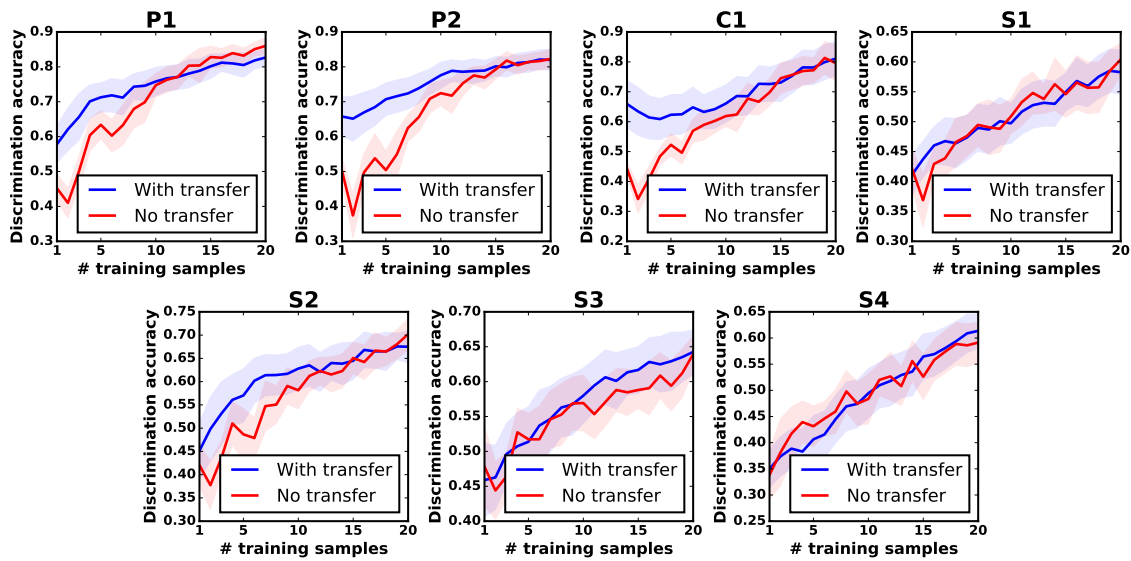 P1
Discrimination accuracy
0.9
0.8
0.7
0.6
0.5
0.4
0.3
1 5 10 15 20
# training samples
With transfer
No transfer
P2
Discrimination accuracy
0.9
0.8
0.7
0.6
0.5
0.4
0.3
1 5 10 15 20
# training samples
With transfer
No transfer
C1
Discrimination accuracy
0.9
0.8
0.7
0.6
0.5
0.4
0.3
0.2
1 5 10 15 20
# training samples
With transfer
No transfer
S1
Discrimination accuracy
0.65
0.60
0.55
0.50
0.45
0.40
0.35
0.30
1 5 10 15 20
# training samples
With transfer
No transfer
S2
Discrimination accuracy
0.75
0.70
0.65
0.60
0.55
0.50
0.45
0.40
0.35
0.30
1 5 10 15 20
# training samples
With transfer
No transfer
S3
Discrimination accuracy
0.70
0.65
0.60
0.55
0.50
0.45
0.40
1 5 10 15 20
# training samples
With transfer
No transfer
S4
Discrimination accuracy
0.65
0.60
0.55
0.50
0.45
0.40
0.35
0.30
0.25
1 5 10 15 20
# training samples
With transfer
No transfer